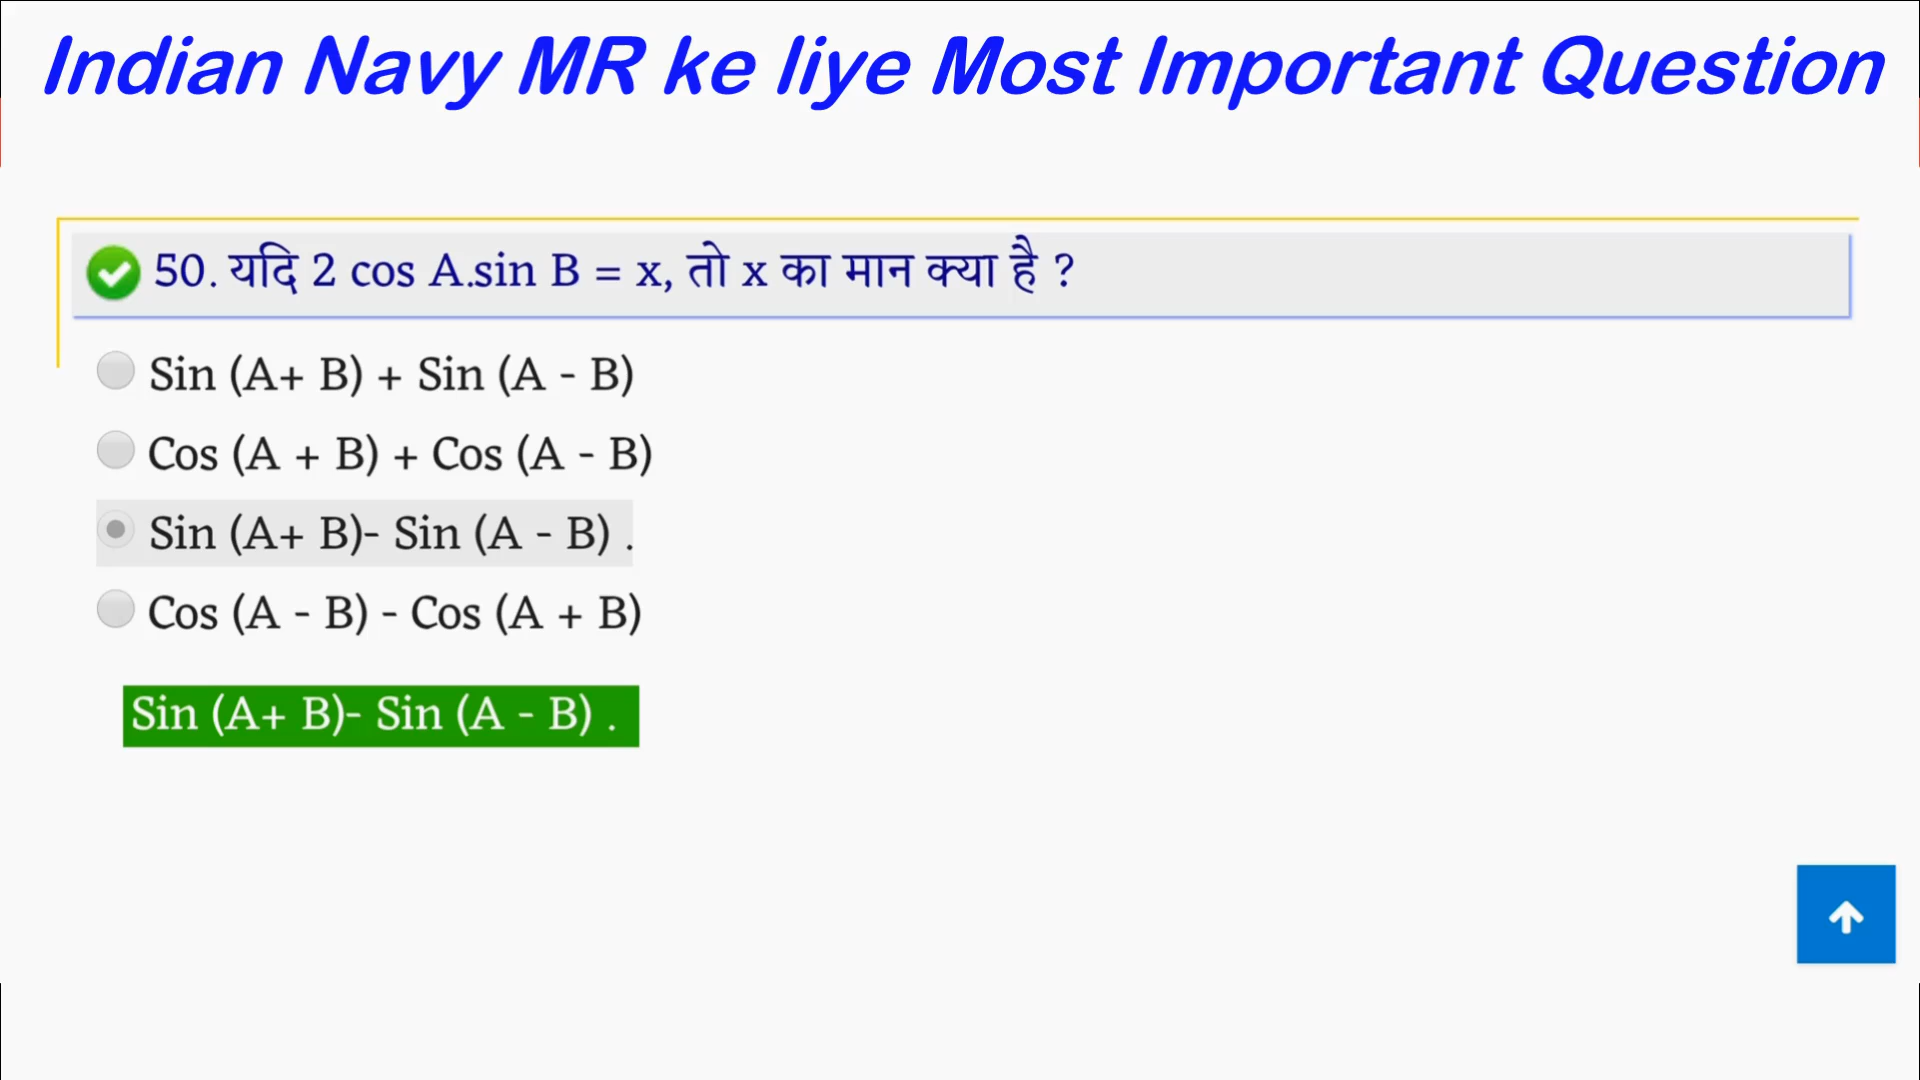 Indian Navy MR ke liye Most Important Question
50. यदि 2 cos A.sin B = x, तो x का मान क्या है ?
Sin (A+ B) + Sin (A - B)
Cos (A + B) + Cos (A - B)
Sin (A+ B)- Sin (A - B) .
Cos (A - B) - Cos (A + B)
Sin (A+ B)- Sin (A - B) .